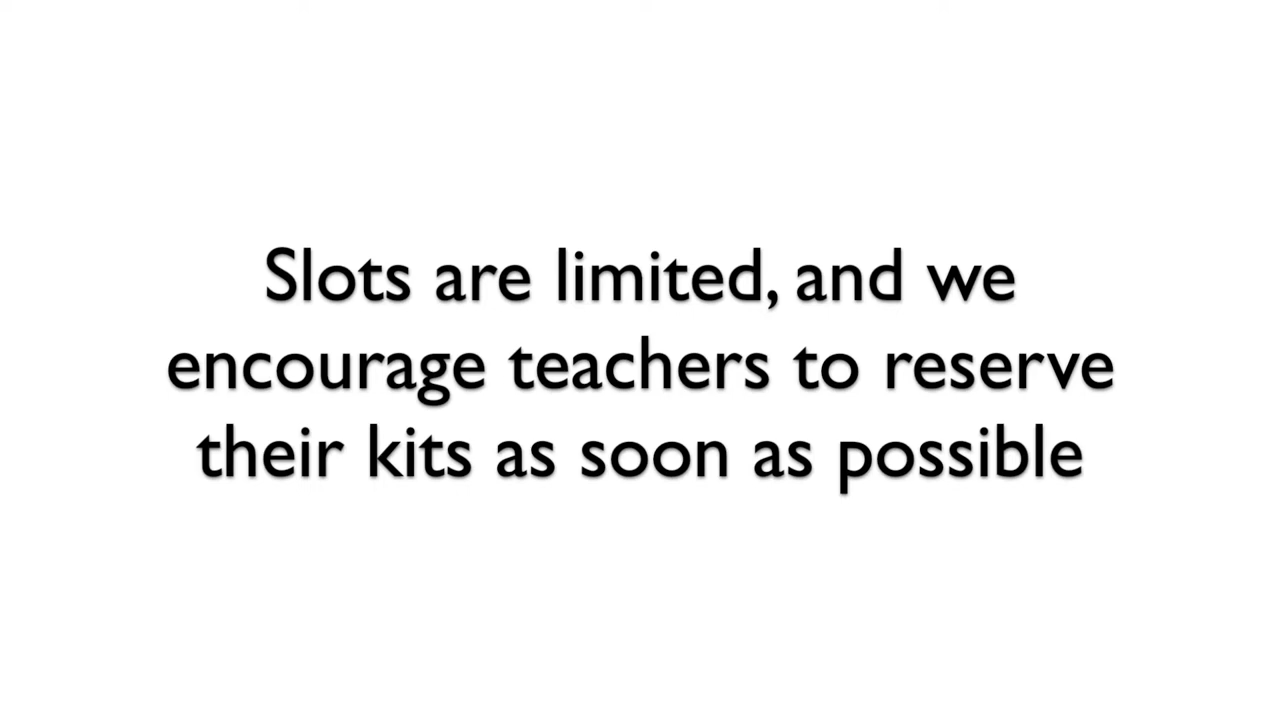 Slots are limited, and we
encourage teachers to reserve
their kits as soon as possible